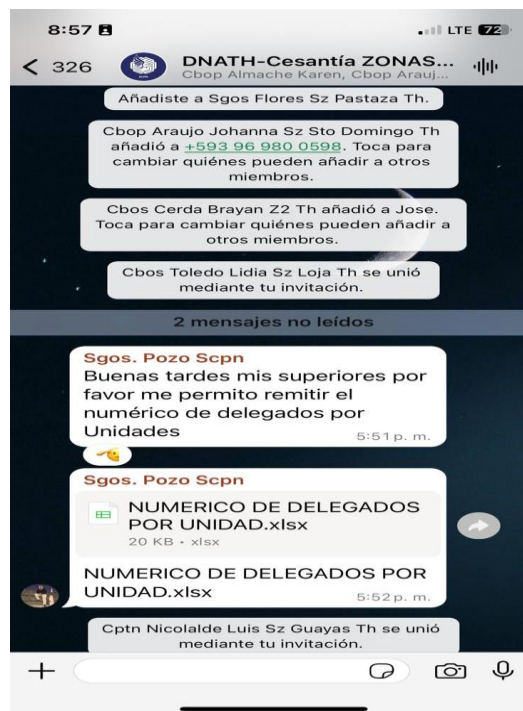 8:57
LTE 72
326
DNATH-Cesantía ZONAS...
Cbop Almache Karen, Cbop Arauj...
Añadiste a Sgos Flores Sz Pastaza Th.
Cbop Araujo Johanna Sz Sto Domingo Th
añadió a +593 96 980 0598. Toca para
cambiar quiénes pueden añadir a otros
miembros.
Cbos Cerda Brayan Z2 Th añadió a Jose.
Toca para cambiar quiénes pueden añadir a
otros miembros.
Cbos Toledo Lidia Sz Loja Th se unió
mediante tu invitación.
2 mensajes no leídos
Sgos. Pozo Scpn
Buenas tardes mis superiores por
favor me permito remitir el
numérico de delegados por
Unidades
5:51 p. m.
Sgos. Pozo Scpn
NUMERICO DE DELEGADOS
POR UNIDAD.xlsx
20 KB • xlsx
NUMERICO DE DELEGADOS POR
UNIDAD.xlsx
5:52 p. m.
Cptn Nicolalde Luis Sz Guayas Th se unió
mediante tu invitación.